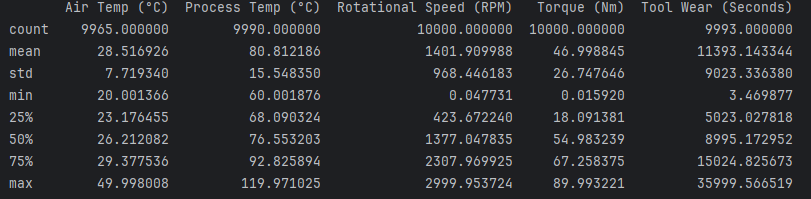 Air Temp (°C) Process Temp (°C) Rotational Speed (RPM) Torque (Nm) Tool Wear (Seconds)
count 9965.000000 9990.000000 10000.000000 10000.000000 9993.000000
mean 28.516926 80.812186 1401.909988 46.998845 11393.143344
std 7.719340 15.548350 968.446183 26.747646 9023.336380
min 20.001366 60.001876 0.047731 0.015920 3.469877
25% 23.176455 68.090324 423.672240 18.091381 5023.027818
50% 26.212082 76.553203 1377.047835 54.983239 8995.172952
75% 29.377536 92.825894 2307.969925 67.258375 15024.825673
max 49.998008 119.971025 2999.953724 89.993221 35999.566519